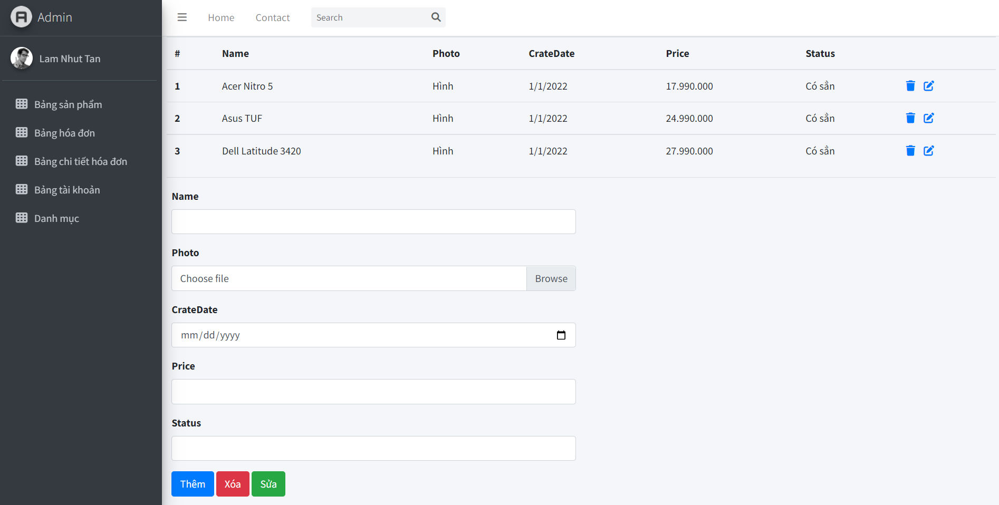 Admin
Home Contact Search
Lam Nhut Tan
Bảng sản phẩm
Bảng hóa đơn
Bảng chi tiết hóa đơn
Bảng tài khoản
Danh mục
# Name Photo CrateDate Price Status
1 Acer Nitro 5 Hình 1/1/2022 17.990.000 Có sẳn
2 Asus TUF Hình 1/1/2022 24.990.000 Có sẳn
3 Dell Latitude 3420 Hình 1/1/2022 27.990.000 Có sẳn
Name
Photo
Choose file Browse
CrateDate
mm/dd/yyyy
Price
Status
Thêm Xóa Sửa